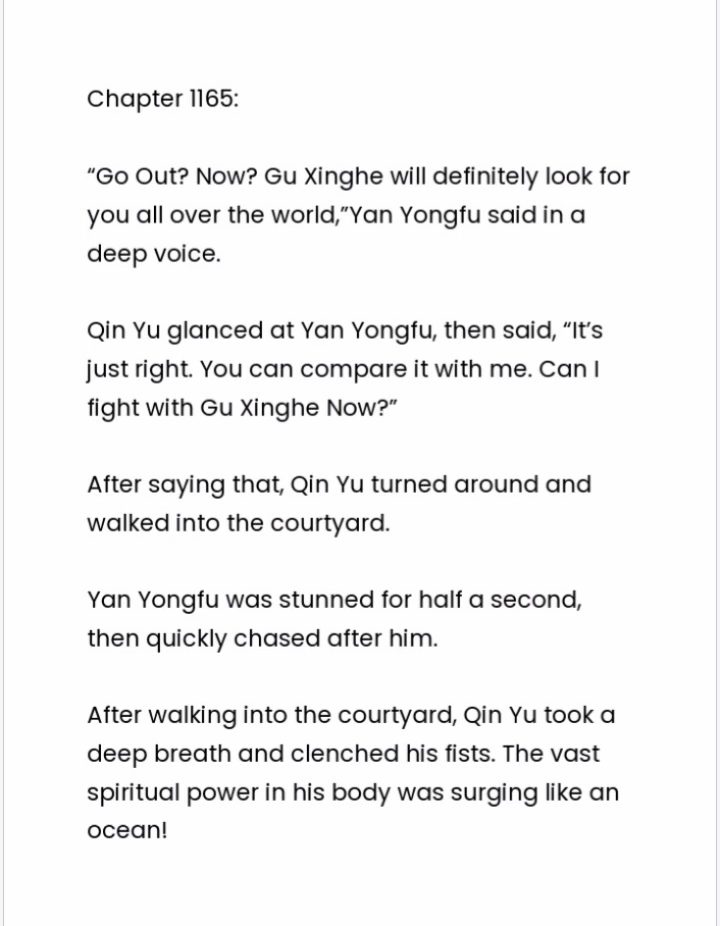 Chapter 1165:
“Go Out? Now? Gu Xinghe will definitely look for
you all over the world,”Yan Yongfu said in a
deep voice.
Qin Yu glanced at Yan Yongfu, then said, “It’s
just right. You can compare it with me. Can I
fight with Gu Xinghe Now?”
After saying that, Qin Yu turned around and
walked into the courtyard.
Yan Yongfu was stunned for half a second,
then quickly chased after him.
After walking into the courtyard, Qin Yu took a
deep breath and clenched his fists. The vast
spiritual power in his body was surging like an
ocean!